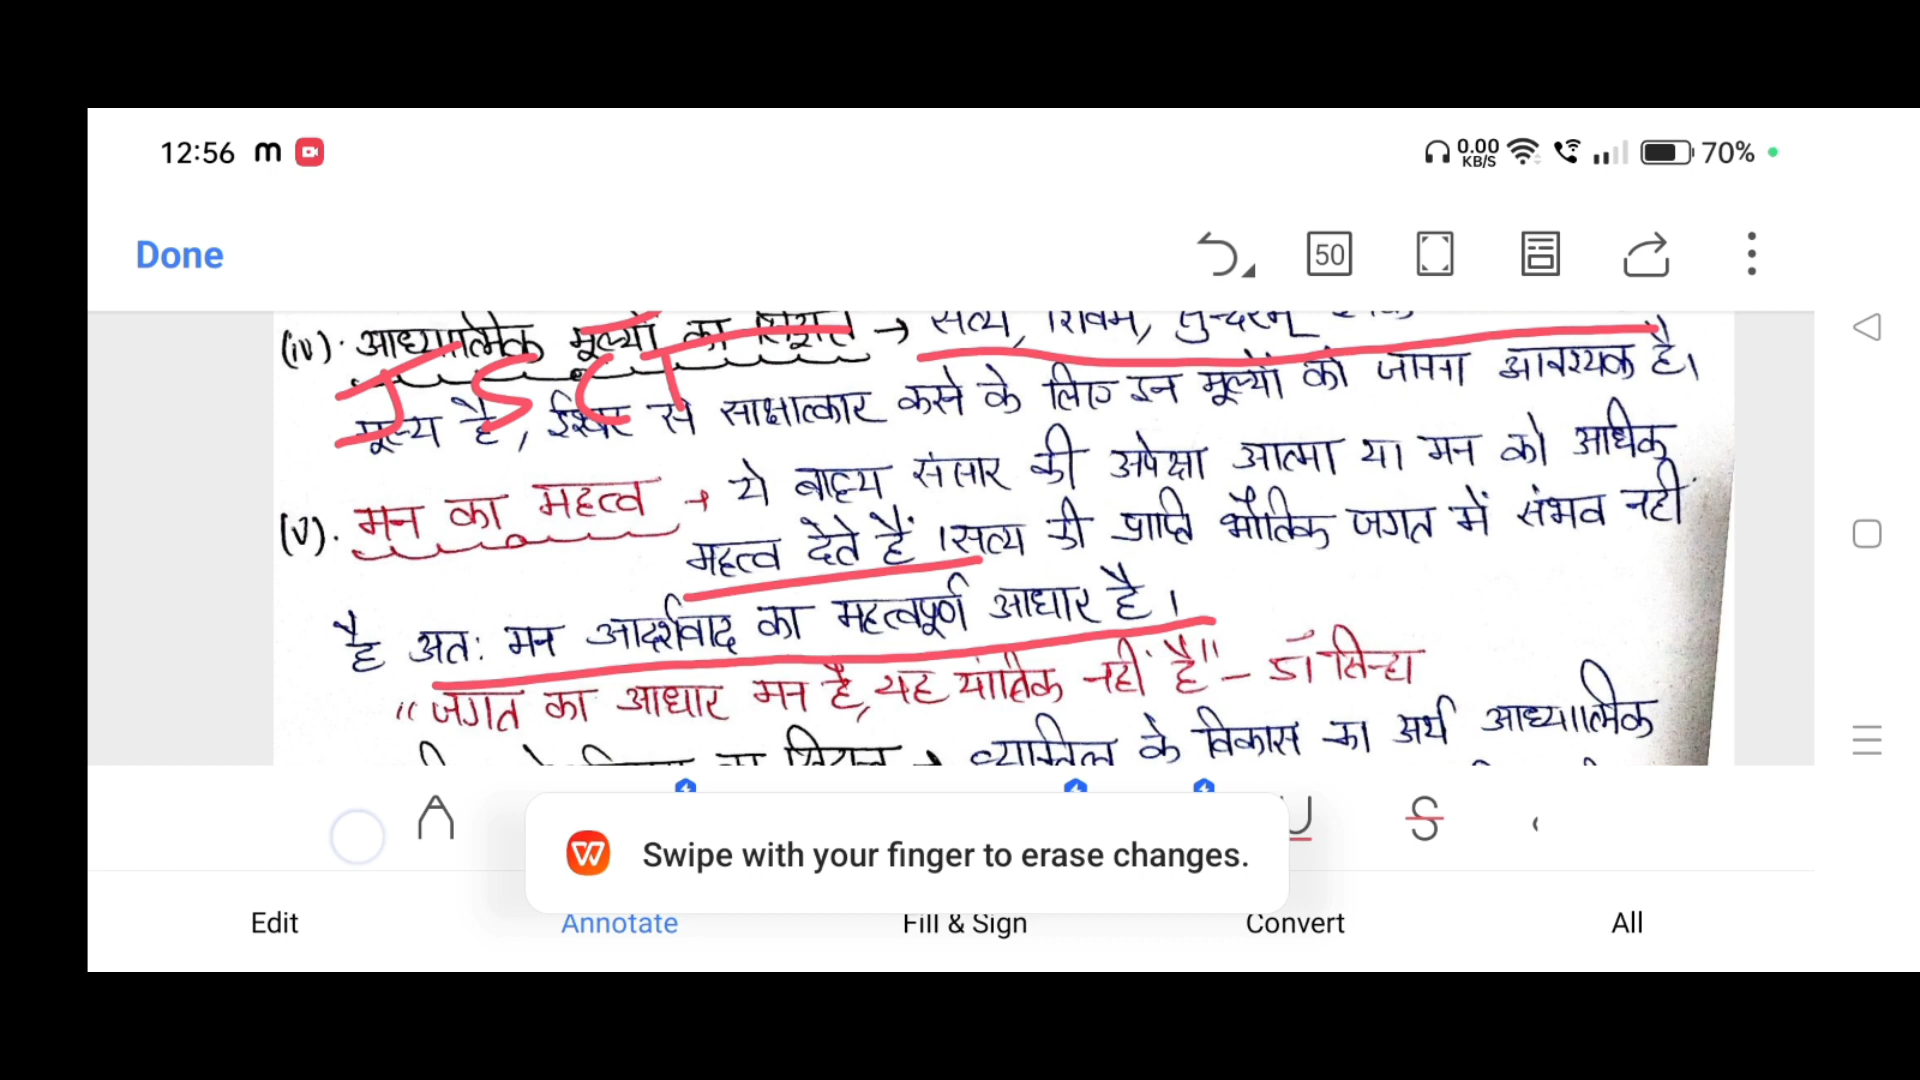 12:56 m 0.00 KB/S 70%
Done 50
(iv). आध्यात्मिक मूल्यों का → सत्य, शिवम, सुन्दरम्
JSCT
मूल्य है, ईश्वर से साक्षात्कार करने के लिए इन मूल्यों को जानना आवश्यक है।
(v). मन का महत्व → ये बाह्य संसार की अपेक्षा आत्मा या मन को अधिक
महत्व देते हैं। सत्य की प्राप्ति भौतिक जगत में संभव नहीं
है अतः मन आदर्शवाद का महत्वपूर्ण आधार है।
"जगत का आधार मन है, यह यांत्रिक नहीं है" - डॉ सिन्हा
→ व्यक्तित्व के विकास का अर्थ आध्यात्मिक
Swipe with your finger to erase changes.
Edit Annotate Fill & Sign Convert All